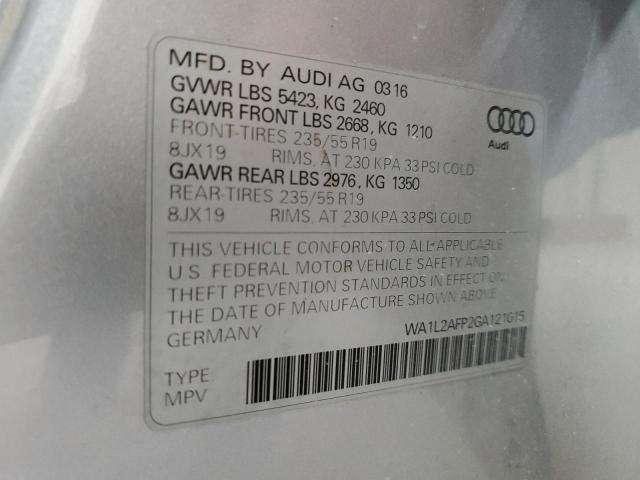 MFD. BY AUDI AG 0316
GVWR LBS 5423, KG 2460
GAWR FRONT LBS 2668, KG 1210
FRONT-TIRES 235/55 R19
8JX19 RIMS, AT 230 KPA 33 PSI COLD
GAWR REAR LBS 2976, KG 1350
REAR-TIRES 235/55 R19
8JX19 RIMS, AT 230 KPA 33 PSI COLD
Audi
THIS VEHICLE CONFORMS TO ALL APPLICABLE
U.S. FEDERAL MOTOR VEHICLE SAFETY AND
THEFT PREVENTION STANDARDS IN EFFECT ON
THE DATE OF MANUFACTURE SHOWN ABOVE
GERMANY WA1L2AFP2GA121G15
TYPE
MPV